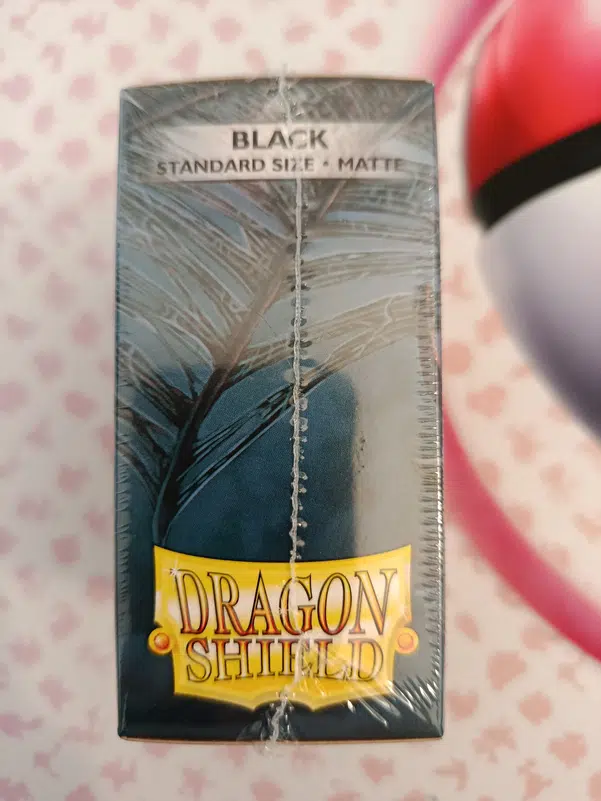 BLACK
STANDARD SIZE • MATTE
DRAGON
SHIELD